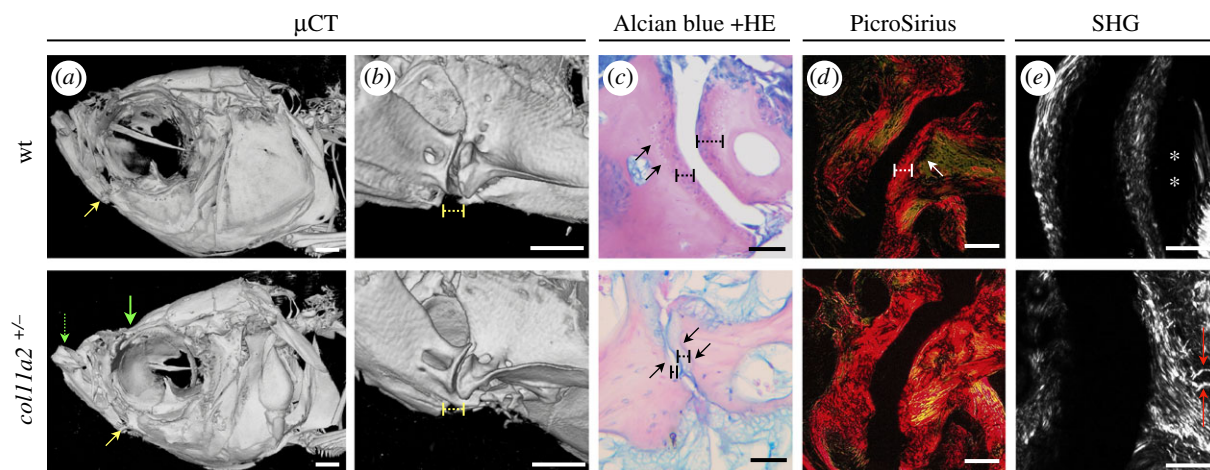 µCT Alcian blue +HE PicroSirius SHG
wt
(a) (b) (c) (d) (e)
* *
col11a2 +/–